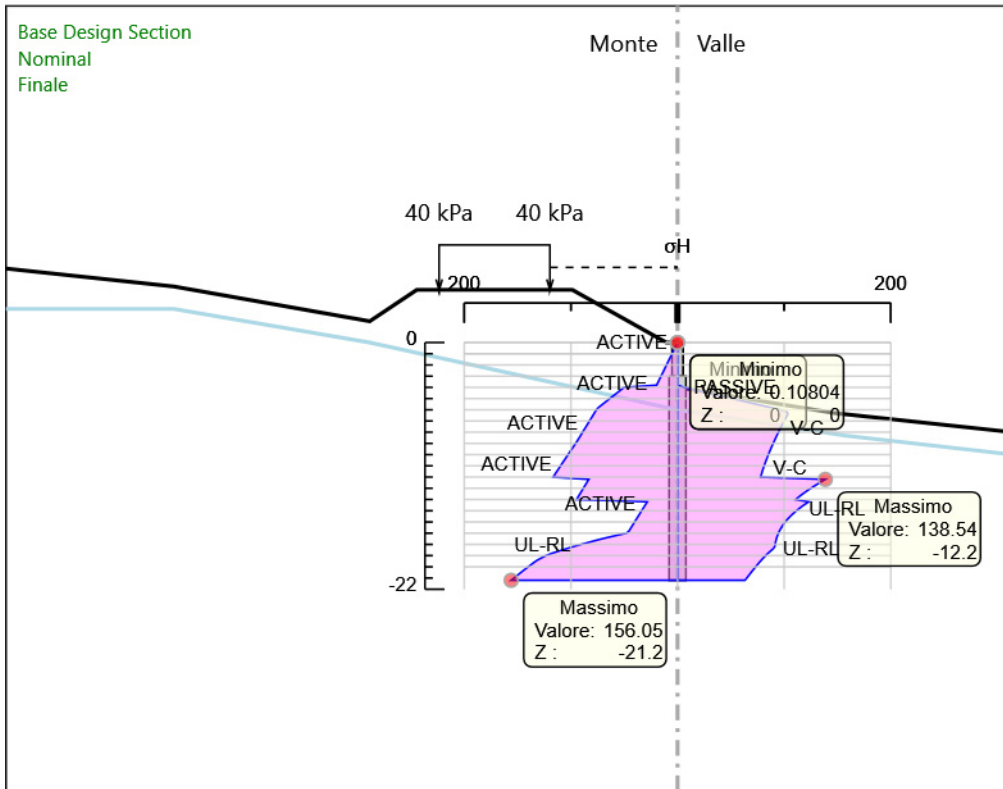 Base Design Section
Nominal
Finale
Monte
Valle
40 kPa
40 kPa
σH
200
200
0
ACTIVE
ACTIVE
ACTIVE
ACTIVE
ACTIVE
UL-RL
Minimo
Valore: 0.10804
Z : 0
0
PASSIVE
V-C
V-C
UL-RL
UL-RL
Massimo
Valore: 138.54
Z : -12.2
-22
Massimo
Valore: 156.05
Z : -21.2